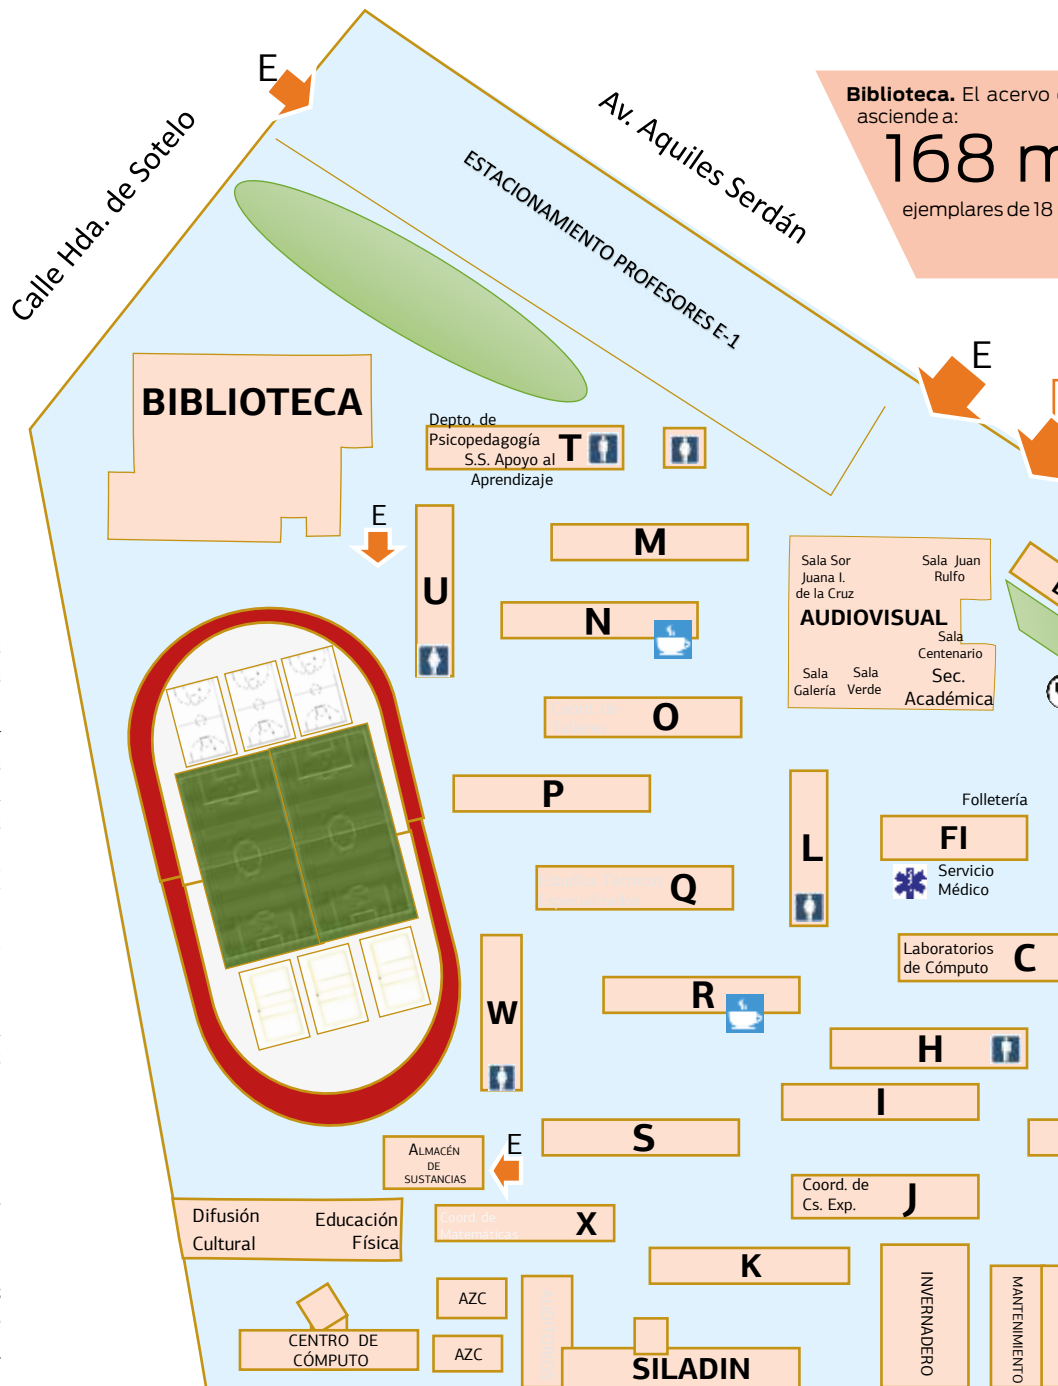 E
Calle Hda. de Sotelo
Av. Aquiles Serdán
ESTACIONAMIENTO PROFESORES E-1
Biblioteca. El acervo
asciende a:
168 m
ejemplares de 18
E
BIBLIOTECA
Depto. de
Psicopedagogía
S.S. Apoyo al
Aprendizaje
T
E
U
M
N
O
P
Q
Sala Sor
Juana I.
de la Cruz
Sala Juan
Rulfo
AUDIOVISUAL
Sala
Centenario
Sala
Galería
Sala
Verde
Sec.
Académica
L
Folletería
FI
Servicio
Médico
Laboratorios
de Cómputo
C
W
R
H
I
S
E
ALMACÉN
DE
SUSTANCIAS
Coord. de
Cs. Exp.
J
Difusión
Cultural
Educación
Física
Coord. de
Matemáticas
X
K
AZC
AZC
CENTRO DE
CÓMPUTO
SILADIN
INVERNADERO
MANTENIMIENTO